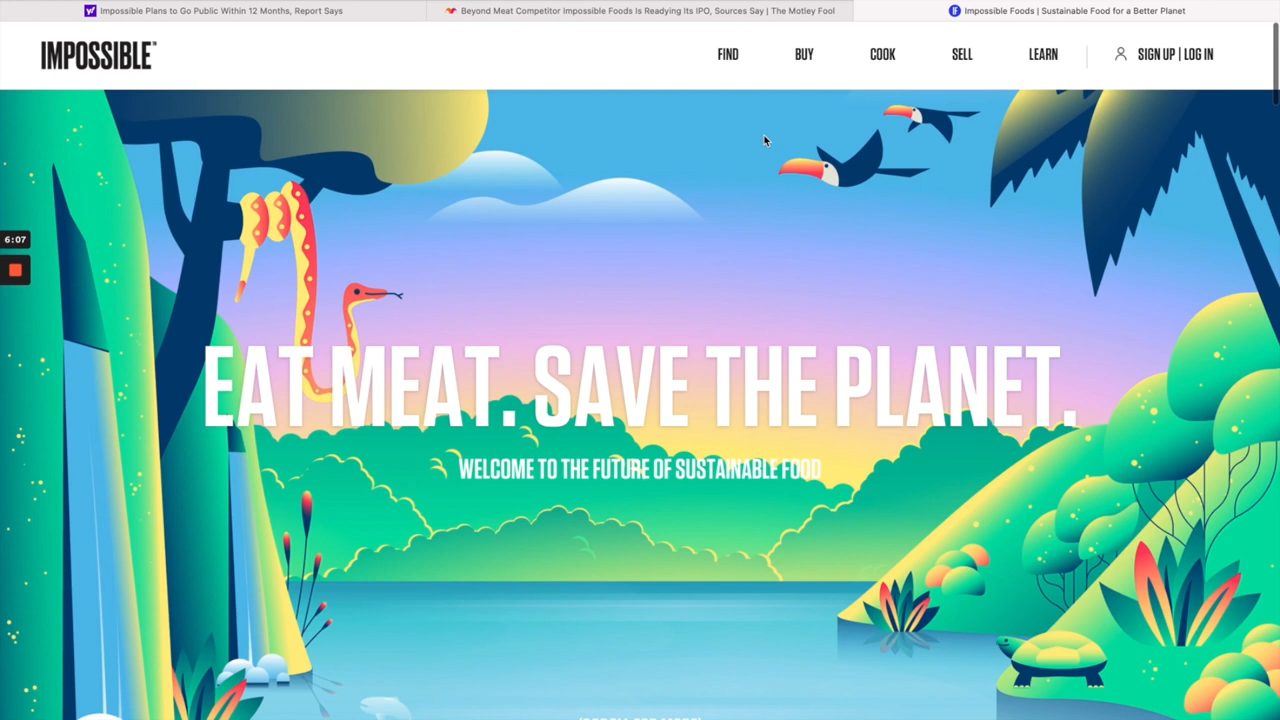 Impossible Plans to Go Public Within 12 Months, Report Says
Beyond Meat Competitor Impossible Foods Is Readying Its IPO, Sources Say | The Motley Fool
IF Impossible Foods | Sustainable Food for a Better Planet
IMPOSSIBLE™
FIND
BUY
COOK
SELL
LEARN
SIGN UP | LOG IN
6:07
EAT MEAT. SAVE THE PLANET.
WELCOME TO THE FUTURE OF SUSTAINABLE FOOD